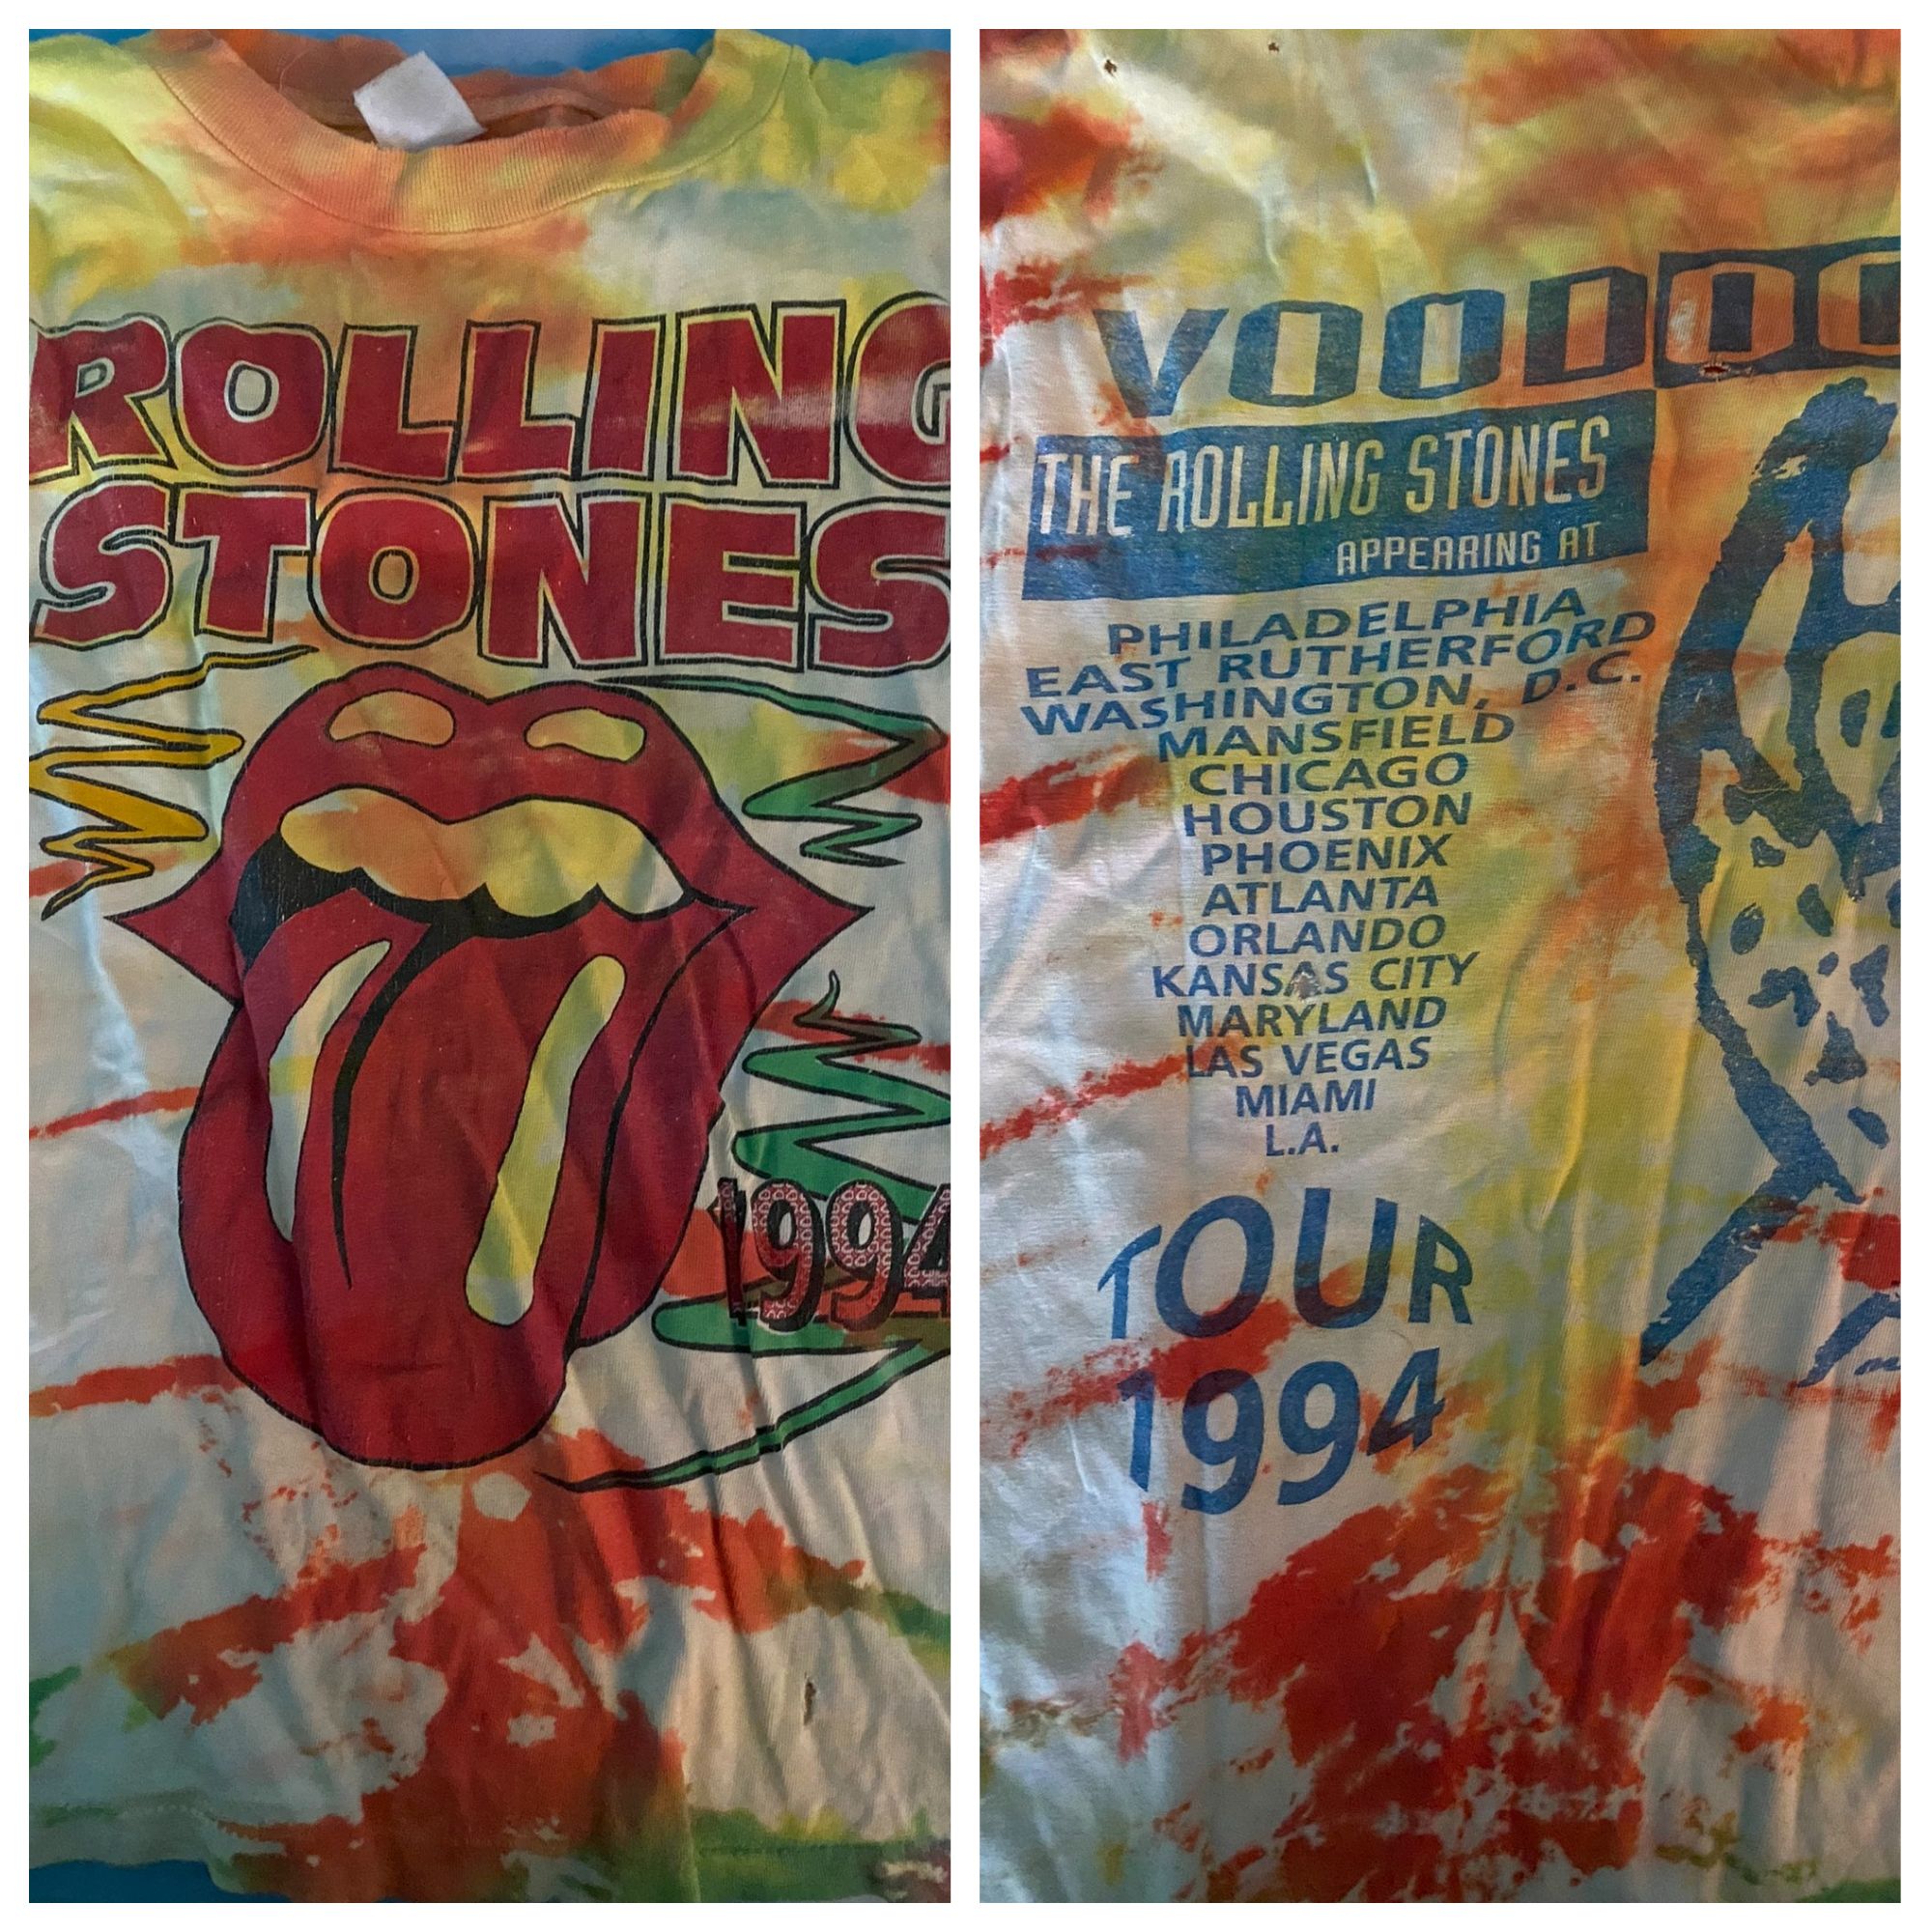 ROLLING
STONES
1994
VOODOO
THE ROLLING STONES
APPEARING AT
PHILADELPHIA
EAST RUTHERFORD
WASHINGTON, D.C.
MANSFIELD
CHICAGO
HOUSTON
PHOENIX
ATLANTA
ORLANDO
KANSAS CITY
MARYLAND
LAS VEGAS
MIAMI
L.A.
TOUR
1994